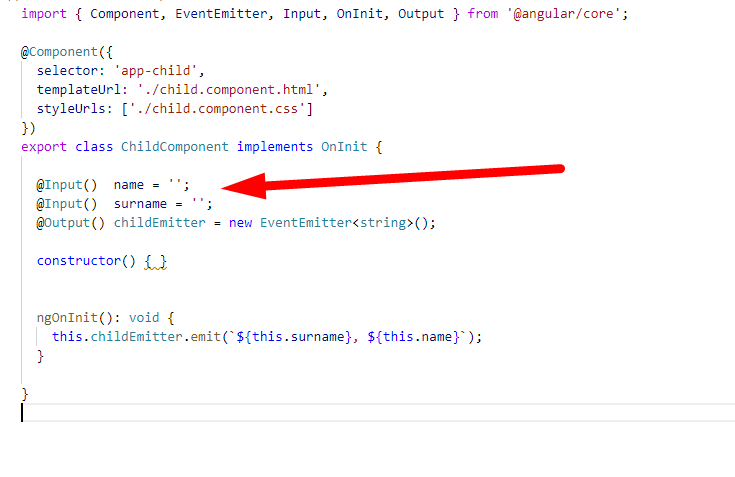 import { Component, EventEmitter, Input, OnInit, Output } from '@angular/core';
@Component({
  selector: 'app-child',
  templateUrl: './child.component.html',
  styleUrls: ['./child.component.css']
})
export class ChildComponent implements OnInit {
  @Input()  name = '';
  @Input()  surname = '';
  @Output() childEmitter = new EventEmitter<string>();
  constructor() { }
  ngOnInit(): void {
    this.childEmitter.emit(`${this.surname}, ${this.name}`);
  }
}